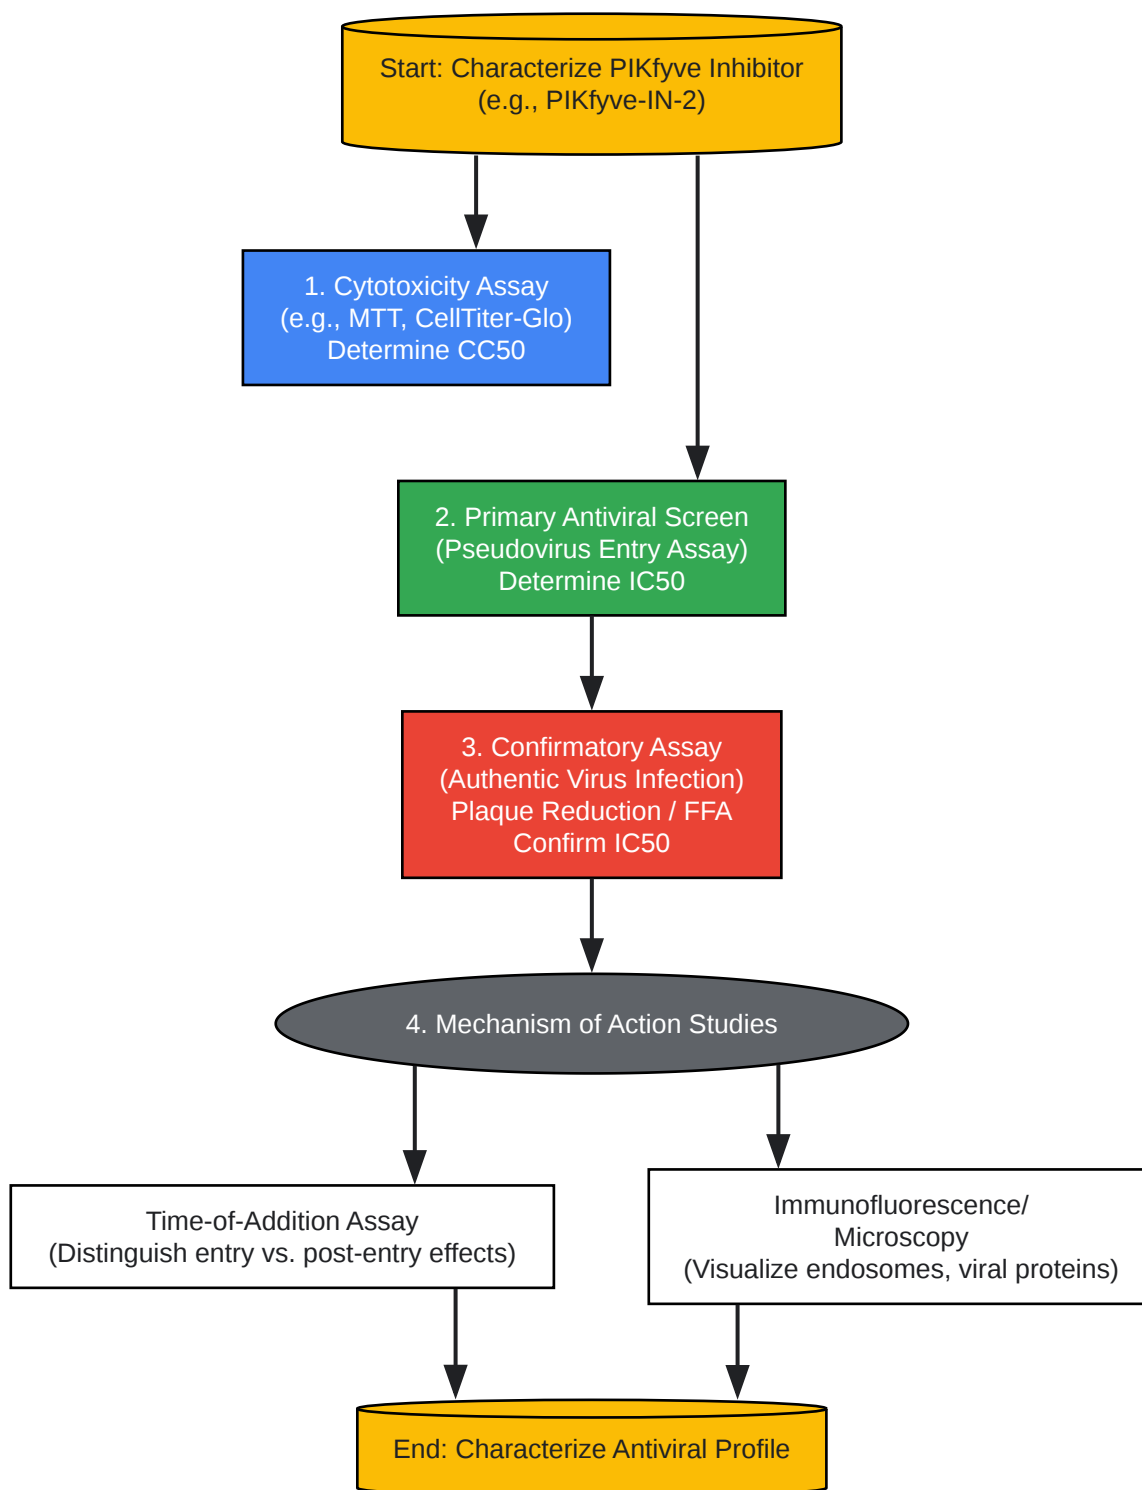 Start: Characterize PIKfyve Inhibitor
(e.g., PIKfyve-IN-2)
1. Cytotoxicity Assay
(e.g., MTT, CellTiter-Glo)
Determine CC50
2. Primary Antiviral Screen
(Pseudovirus Entry Assay)
Determine IC50
3. Confirmatory Assay
(Authentic Virus Infection)
Plaque Reduction / FFA
Confirm IC50
4. Mechanism of Action Studies
Time-of-Addition Assay
(Distinguish entry vs. post-entry effects)
Immunofluorescence/
Microscopy
(Visualize endosomes, viral proteins)
End: Characterize Antiviral Profile